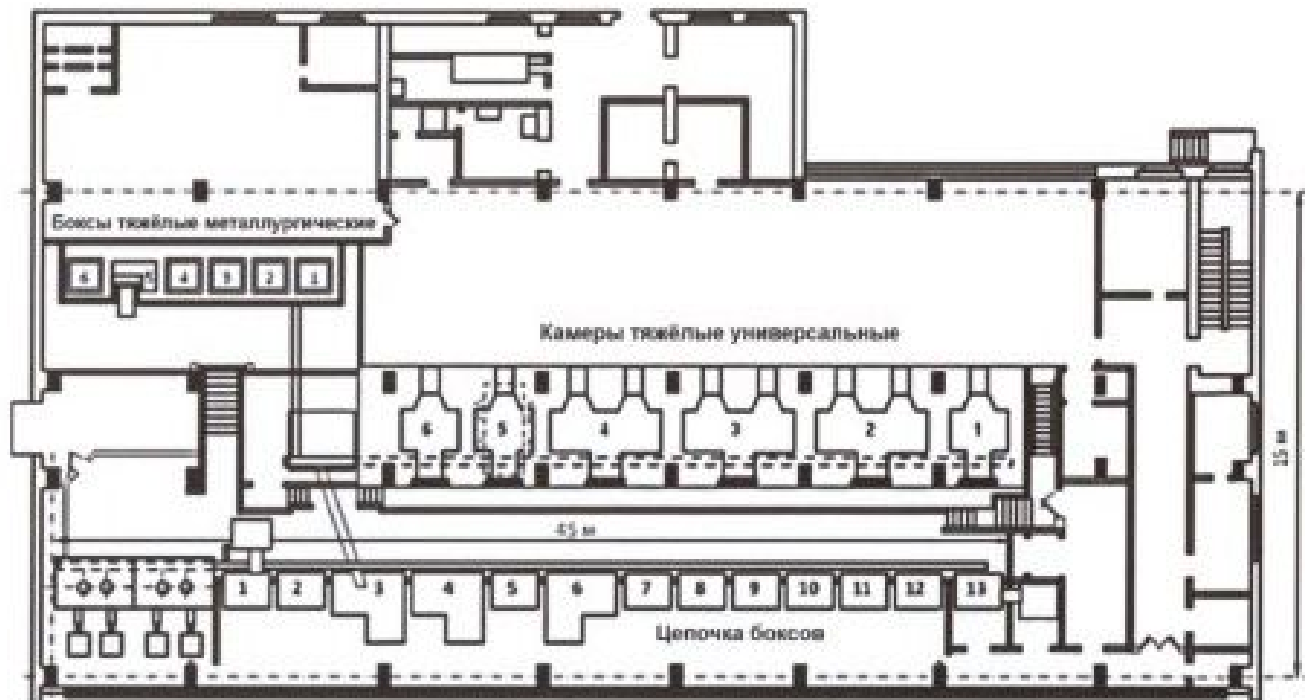 Боксы тяжёлые металлургические
6 5 4 3 2 1
Камеры тяжёлые универсальные
6 5 4 3 2 1
15 м
45 м
1 2 3 4 5 6 7 8 9 10 11 12 13
Цепочка боксов